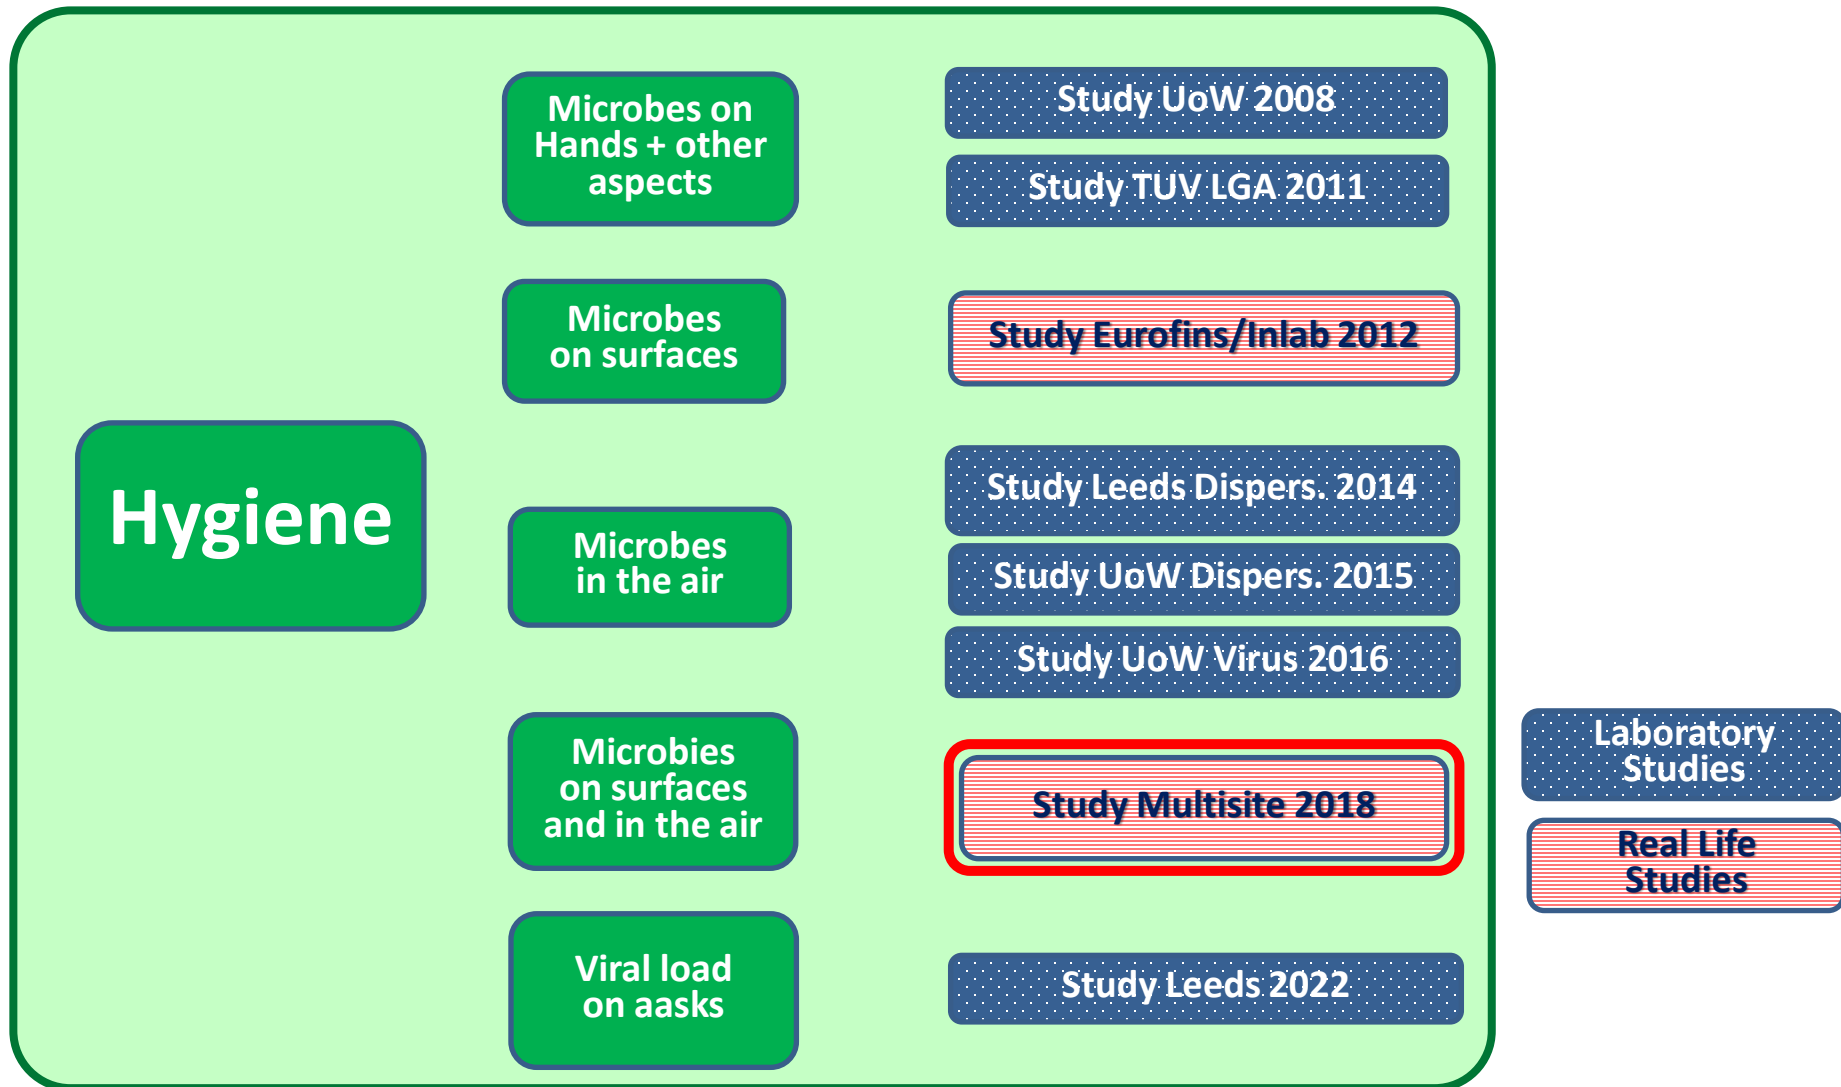 Microbes on
Hands + other
aspects
Study UoW 2008
Study TUV LGA 2011
Microbes
on surfaces
Study Eurofins/Inlab 2012
Hygiene
Microbes
in the air
Study Leeds Dispers. 2014
Study UoW Dispers. 2015
Study UoW Virus 2016
Microbies
on surfaces
and in the air
Study Multisite 2018
Viral load
on aasks
Study Leeds 2022
Laboratory
Studies
Real Life
Studies